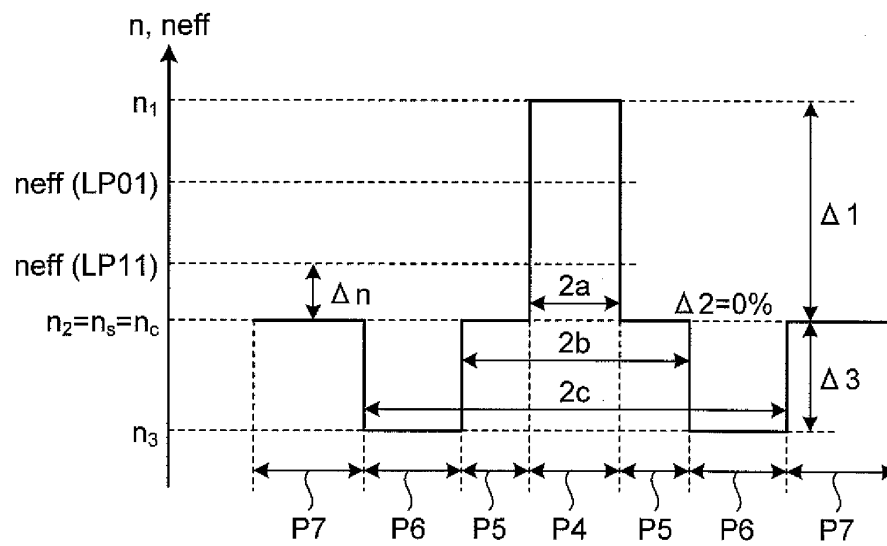 n, neff
n₁
neff (LP01)
Δ1
neff (LP11)
Δn
2a
Δ2=0%
n₂=nₛ=n꜀
2b
Δ3
2c
n₃
P7
P6
P5
P4
P5
P6
P7